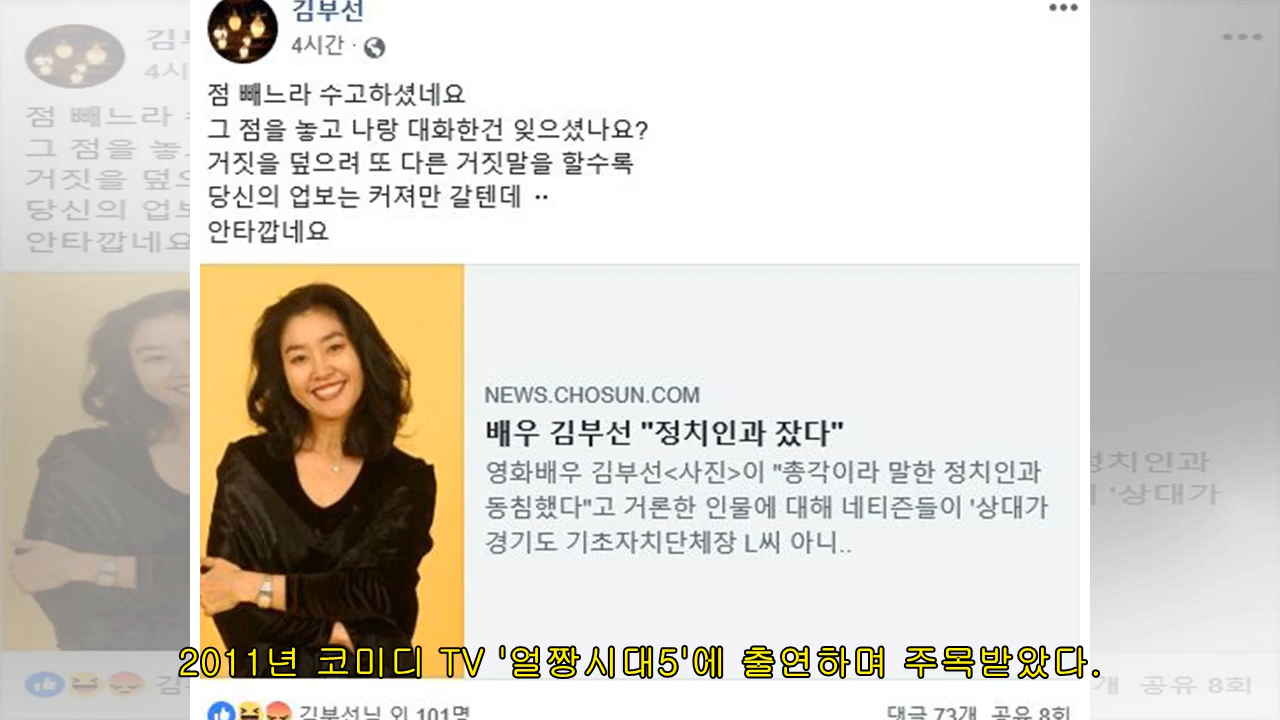 김부선
4시간 ·
점 빼느라 수고하셨네요
그 점을 놓고 나랑 대화한건 잊으셨나요?
거짓을 덮으려 또 다른 거짓말을 할수록
당신의 업보는 커져만 갈텐데 ..
안타깝네요
NEWS.CHOSUN.COM
배우 김부선 "정치인과 잤다"
영화배우 김부선<사진>이 "총각이라 말한 정치인과
동침했다"고 거론한 인물에 대해 네티즌들이 '상대가
경기도 기초자치단체장 L씨 아니..
2011년 코미디 TV '얼짱시대5'에 출연하며 주목받았다.
김부선님 외 101명
댓글 73개 공유 8회